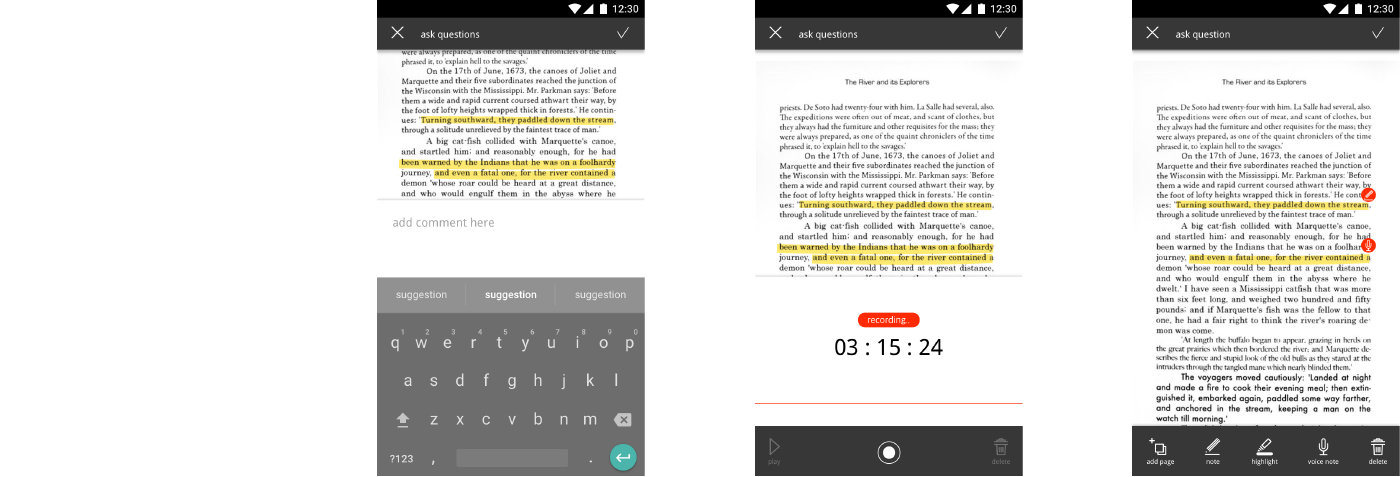 12:30
ask questions
were always prepared, as one of the quaint chroniclers of the time
phrased it, to 'explain hell to the savages.'
On the 17th of June, 1673, the canoes of Joliet and
Marquette and their five subordinates reached the junction of
the Wisconsin with the Mississippi. Mr. Parkman says: 'Before
them a wide and rapid current coursed athwart their way, by
the foot of lofty heights wrapped thick in forests.' He contin-
ues: 'Turning southward, they paddled down the stream,
through a solitude unrelieved by the faintest trace of man.'
A big cat-fish collided with Marquette's canoe,
and startled him; and reasonably enough, for he had
been warned by the Indians that he was on a foolhardy
journey, and even a fatal one, for the river contained a
demon 'whose roar could be heard at a great distance,
and who would engulf them in the abyss where he
add comment here
suggestion
suggestion
suggestion
1 2 3 4 5 6 7 8 9 0
q w e r t y u i o p
a s d f g h j k l
z x c v b n m
?123 , .
12:30
ask questions
The River and its Explorers
priests. De Soto had twenty-four with him. La Salle had several, also.
The expeditions were often out of meat, and scant of clothes, but
they always had the furniture and other requisites for the mass; they
were always prepared, as one of the quaint chroniclers of the time
phrased it, to 'explain hell to the savages.'
On the 17th of June, 1673, the canoes of Joliet and
Marquette and their five subordinates reached the junction of
the Wisconsin with the Mississippi. Mr. Parkman says: 'Before
them a wide and rapid current coursed athwart their way, by
the foot of lofty heights wrapped thick in forests.' He contin-
ues: 'Turning southward, they paddled down the stream,
through a solitude unrelieved by the faintest trace of man.'
A big cat-fish collided with Marquette's canoe,
and startled him; and reasonably enough, for he had
been warned by the Indians that he was on a foolhardy
journey, and even a fatal one, for the river contained a
demon 'whose roar could be heard at a great distance,
recording..
03 : 15 : 24
play
delete
12:30
ask question
The River and its Explorers
priests. De Soto had twenty-four with him. La Salle had several, also.
The expeditions were often out of meat, and scant of clothes, but
they always had the furniture and other requisites for the mass; they
were always prepared, as one of the quaint chroniclers of the time
phrased it, to 'explain hell to the savages.'
On the 17th of June, 1673, the canoes of Joliet and
Marquette and their five subordinates reached the junction of
the Wisconsin with the Mississippi. Mr. Parkman says: 'Before
them a wide and rapid current coursed athwart their way, by
the foot of lofty heights wrapped thick in forests.' He cont
ues: 'Turning southward, they paddled down the stream,
through a solitude unrelieved by the faintest trace of man.'
A big cat-fish collided with Marquette's canoe,
and startled him; and reasonably enough, for he had
been warned by the Indians that he was on a foolhar
journey, and even a fatal one, for the river contained a
demon 'whose roar could be heard at a great distance,
and who would engulf them in the abyss where he
dwelt.' I have seen a Mississippi catfish that was more
than six feet long, and weighed two hundred and fifty
pounds; and if Marquette's fish was the fellow to that
one, he had a fair right to think the river's roaring de-
mon was come.
'At length the buffalo began to appear, grazing in herds on
the great prairies which then bordered the river; and Marquette de-
scribes the fierce and stupid look of the old bulls as they stared at the
intruders through the tangled mane which nearly blinded them.'
The voyagers moved cautiously: 'Landed at night
and made a fire to cook their evening meal; then extin-
guished it, embarked again, paddled some way farther,
and anchored in the stream, keeping a man on the
watch till morning.'
add page
note
highlight
voice note
delete